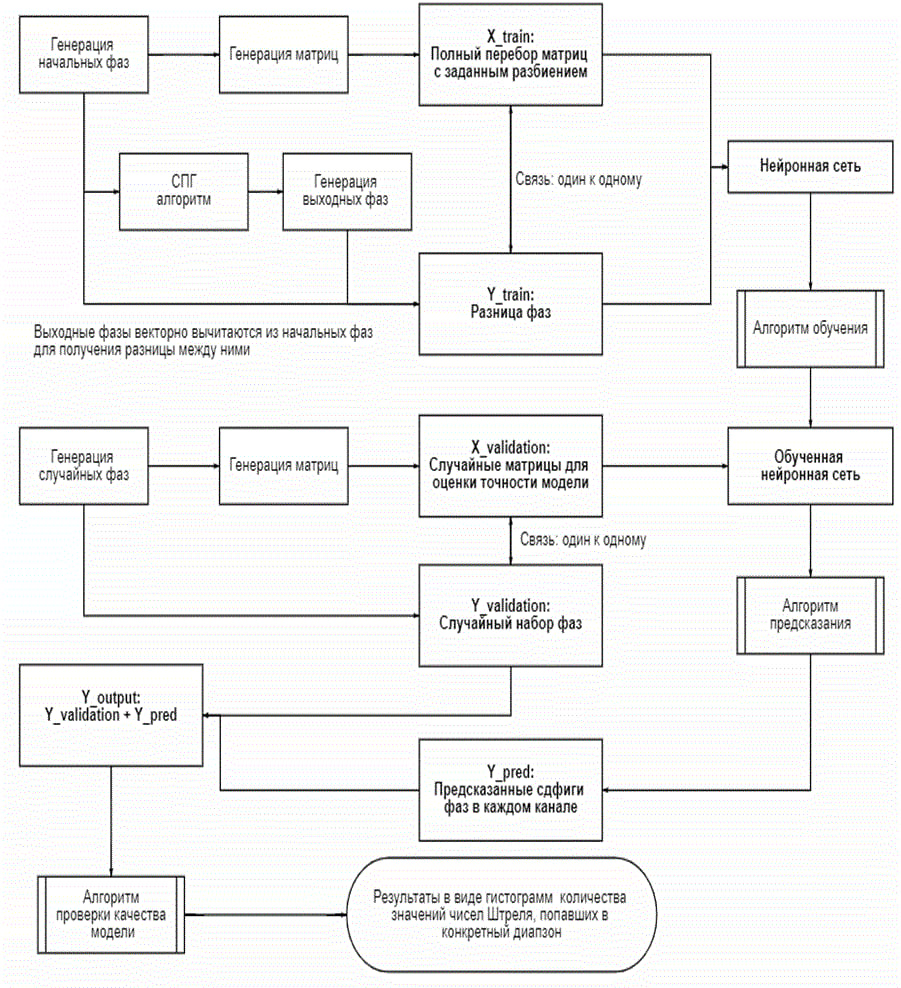 Генерация
начальных фаз
Генерация матриц
X_train:
Полный перебор матриц
с заданным разбиением
СПГ
алгоритм
Генерация
выходных фаз
Связь: один к одному
Нейронная сеть
Y_train:
Разница фаз
Алгоритм обучения
Выходные фазы векторно вычитаются из начальных фаз
для получения разницы между ними
Генерация
случайных фаз
Генерация матриц
X_validation:
Случайные матрицы для
оценки точности модели
Обученная
нейронная сеть
Связь: один к одному
Y_validation:
Случайный набор фаз
Алгоритм
предсказания
Y_output:
Y_validation + Y_pred
Y_pred:
Предсказанные сдфиги
фаз в каждом канале
Алгоритм
проверки качества
модели
Результаты в виде гистограмм количества
значений чисел Штреля, попавших в
конкретный диапзон